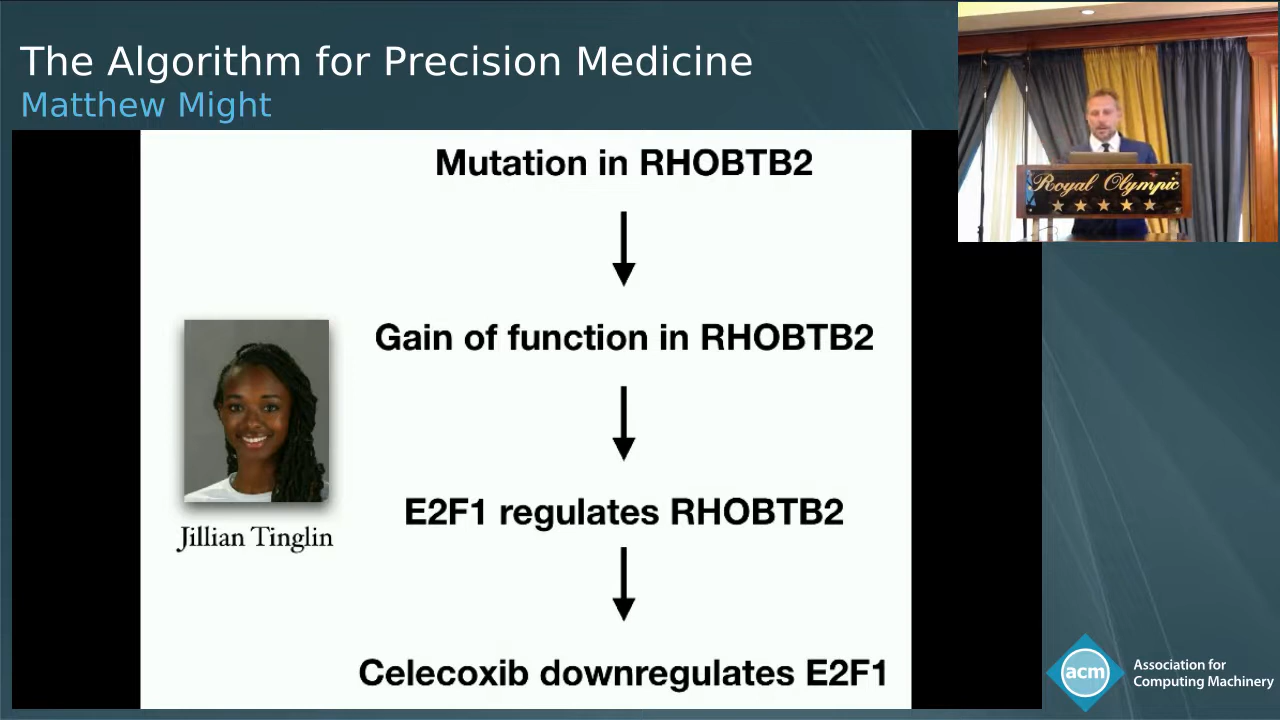 The Algorithm for Precision Medicine
Matthew Might
Mutation in RHOBTB2
Gain of function in RHOBTB2
Jillian Tinglin
E2F1 regulates RHOBTB2
Celecoxib downregulates E2F1
Royal Olympic
acm
Association for
Computing Machinery